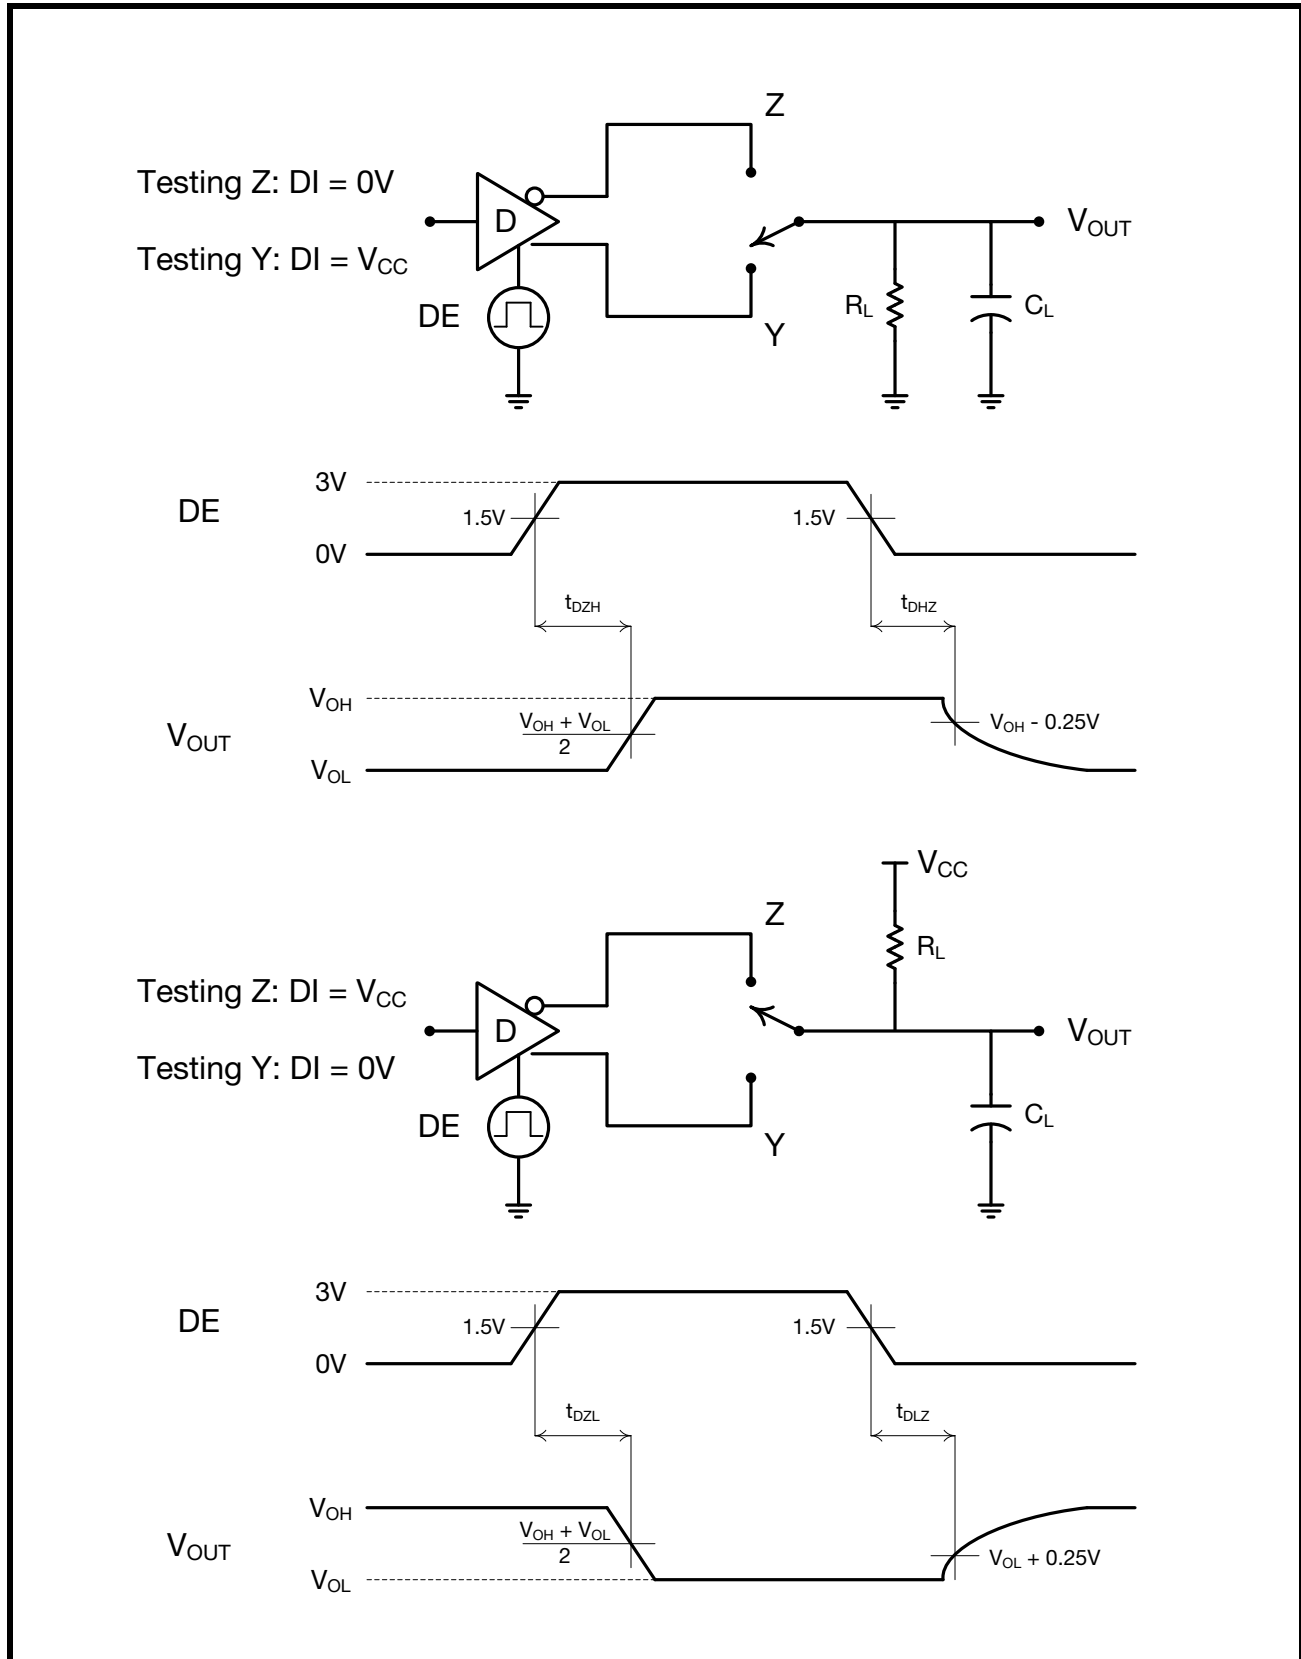 Z
Testing Z: DI = 0V
D
V_OUT
Testing Y: DI = V_CC
DE
R_L
C_L
Y
3V
DE
1.5V
1.5V
0V
t_DZH
t_DHZ
V_OH
V_OUT
V_OH + V_OL
2
V_OH - 0.25V
V_OL
V_CC
Z
R_L
Testing Z: DI = V_CC
D
V_OUT
Testing Y: DI = 0V
DE
C_L
Y
3V
DE
1.5V
1.5V
0V
t_DZL
t_DLZ
V_OH
V_OUT
V_OH + V_OL
2
V_OL + 0.25V
V_OL